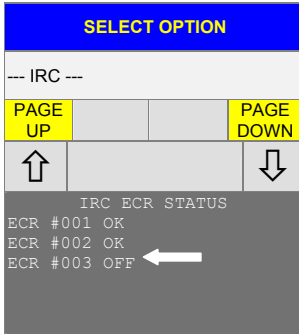 SELECT OPTION
--- IRC ---
PAGE UP
PAGE DOWN
IRC ECR STATUS
ECR #001 OK
ECR #002 OK
ECR #003 OFF